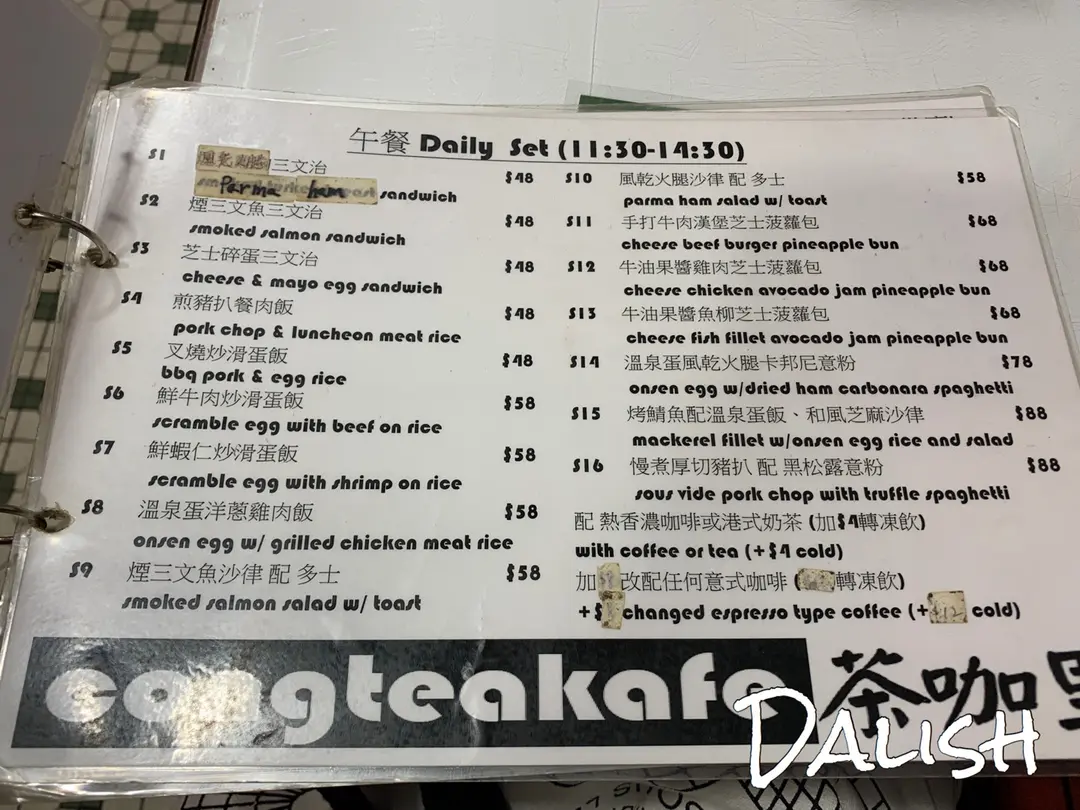 午餐 Daily Set (11:30-14:30)
S1 風乾火腿三文治 $48
Parma ham sandwich
S2 煙三文魚三文治 $48
smoked salmon sandwich
S3 芝士碎蛋三文治 $48
cheese & mayo egg sandwich
S4 煎豬扒餐肉飯 $48
pork chop & luncheon meat rice
S5 叉燒炒滑蛋飯 $48
bbq pork & egg rice
S6 鮮牛肉炒滑蛋飯 $58
scramble egg with beef on rice
S7 鮮蝦仁炒滑蛋飯 $58
scramble egg with shrimp on rice
S8 溫泉蛋洋蔥雞肉飯 $58
onsen egg w/ grilled chicken meat rice
S9 煙三文魚沙律 配 多士 $58
smoked salmon salad w/ toast
S10 風乾火腿沙律 配 多士 $58
parma ham salad w/ toast
S11 手打牛肉漢堡芝士菠蘿包 $68
cheese beef burger pineapple bun
S12 牛油果醬雞肉芝士菠蘿包 $68
cheese chicken avocado jam pineapple bun
S13 牛油果醬魚柳芝士菠蘿包 $68
cheese fish fillet avocado jam pineapple bun
S14 溫泉蛋風乾火腿卡邦尼意粉 $78
onsen egg w/dried ham carbonara spaghetti
S15 烤鯖魚配溫泉蛋飯、和風芝麻沙律 $88
mackerel fillet w/onsen egg rice and salad
S16 慢煮厚切豬扒 配 黑松露意粉 $88
sous vide pork chop with truffle spaghetti
配 熱香濃咖啡或港式奶茶 (加$4轉凍飲)
with coffee or tea (+$4 cold)
加 改配任何意式咖啡 ( 轉凍飲)
+$ changed espresso type coffee (+$12 cold)
congteakafe 茶咖里
DALISH